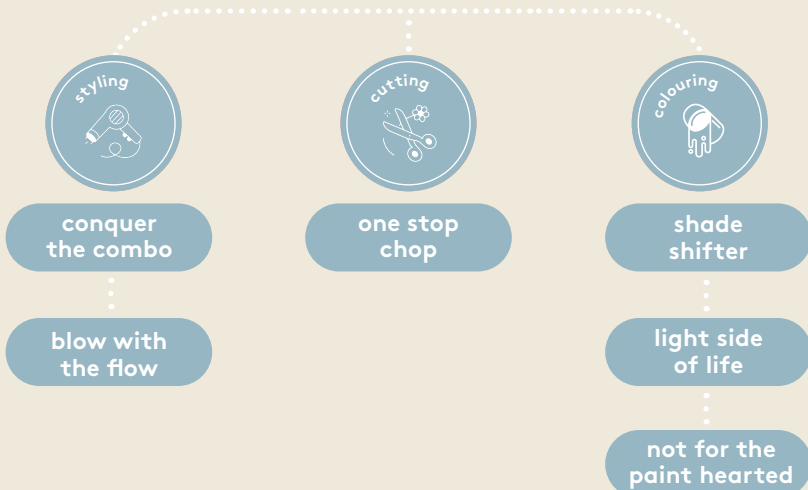 styling
cutting
colouring
conquer
the combo
one stop
chop
shade
shifter
blow with
the flow
light side
of life
not for the
paint hearted